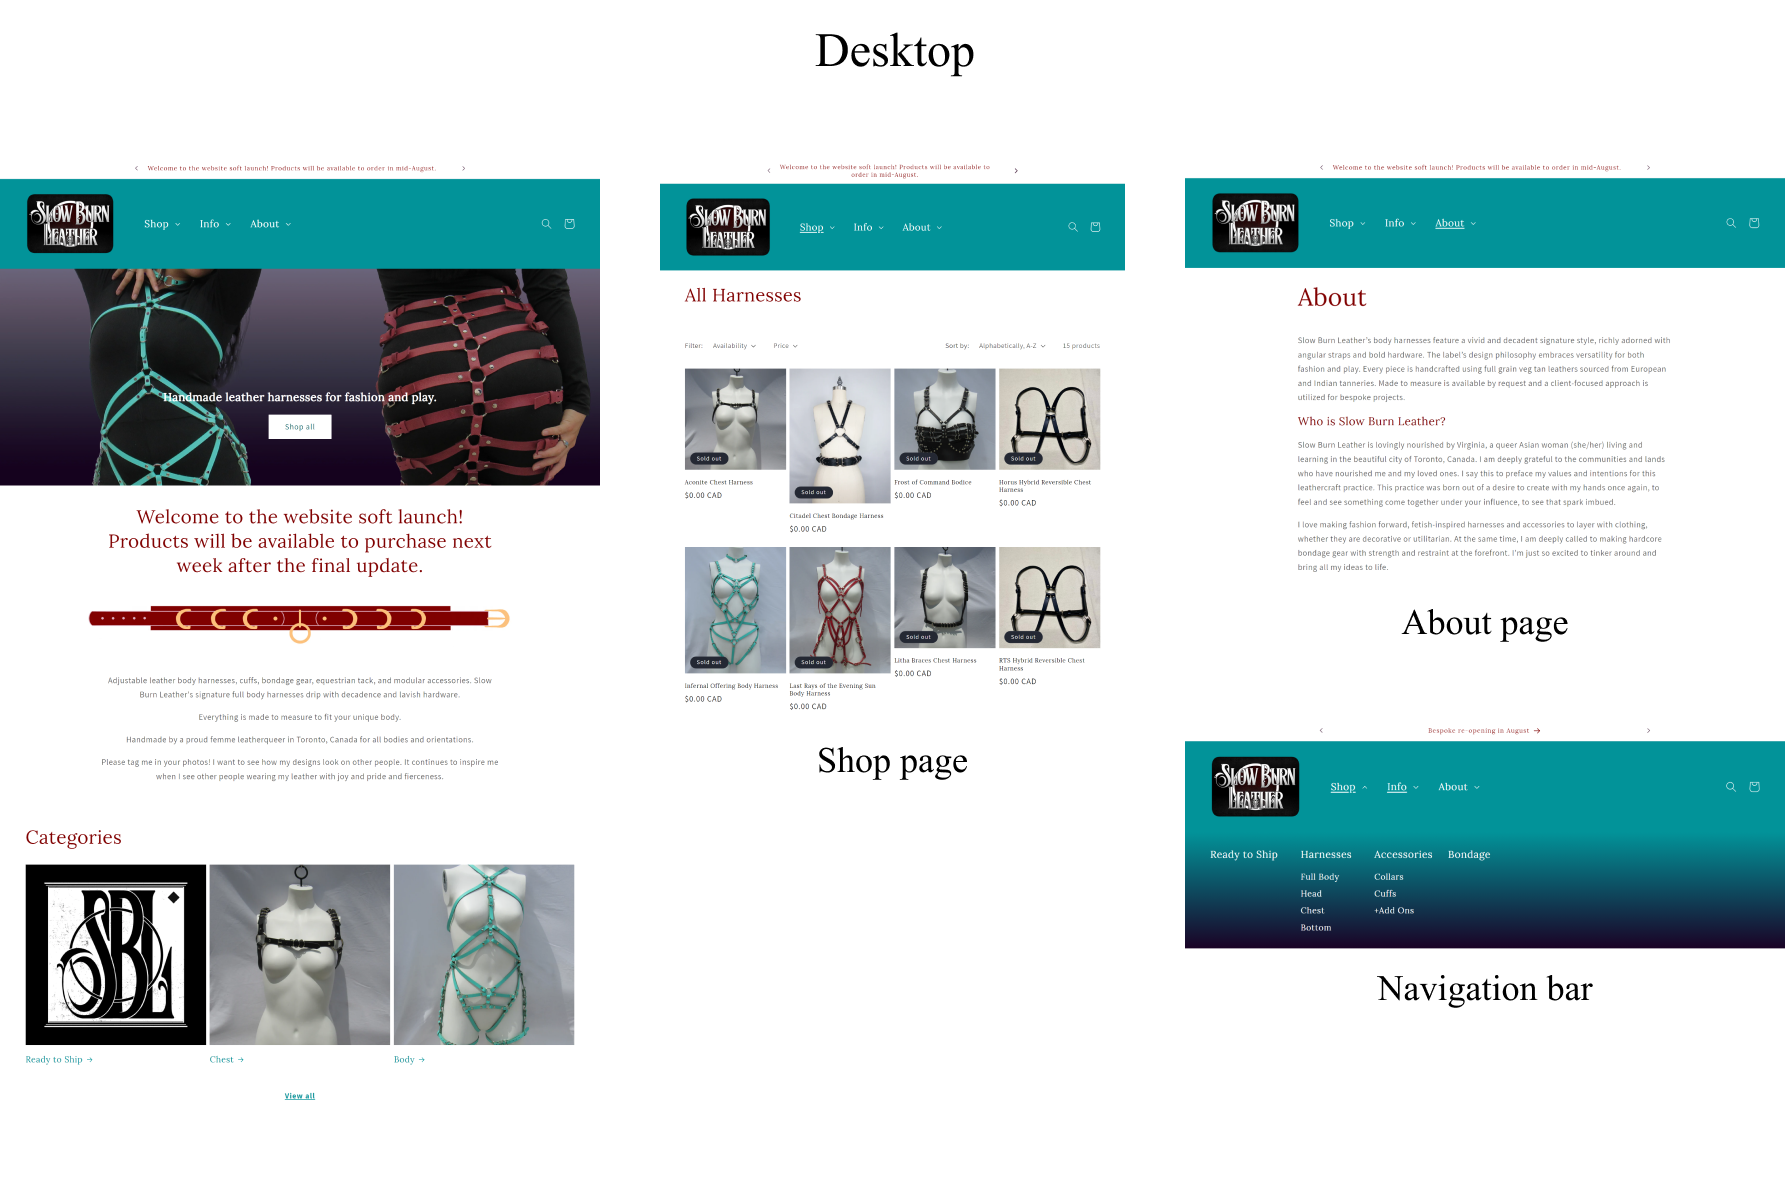 Desktop
Welcome to the website soft launch! Products will be available to order in mid-August.
SLOW BURN
LEATHER
Shop
Info
About
Handmade leather harnesses for fashion and play.
Shop all
Welcome to the website soft launch!
Products will be available to purchase next
week after the final update.
Adjustable leather body harnesses, cuffs, bondage gear, equestrian tack, and modular accessories. Slow
Burn Leather's signature full body harnesses drip with decadence and lavish hardware.
Everything is made to measure to fit your unique body.
Handmade by a proud femme leatherqueer in Toronto, Canada for all bodies and orientations.
Please tag me in your photos! I want to see how my designs look on other people. It continues to inspire me
when I see other people wearing my leather with joy and pride and fierceness.
Categories
SBL
Ready to Ship →
Chest →
Body →
View all
Welcome to the website soft launch! Products will be available to
order in mid-August.
SLOW BURN
LEATHER
Shop
Info
About
All Harnesses
Filter: Availability Price Sort by: Alphabetically, A-Z 15 products
Sold out
Aconite Chest Harness
$0.00 CAD
Sold out
Citadel Chest Bondage Harness
$0.00 CAD
Sold out
Frost of Command Bodice
$0.00 CAD
Sold out
Horus Hybrid Reversible Chest
Harness
$0.00 CAD
Sold out
Infernal Offering Body Harness
$0.00 CAD
Sold out
Last Rays of the Evening Sun
Body Harness
$0.00 CAD
Sold out
Litha Braces Chest Harness
$0.00 CAD
Sold out
RTS Hybrid Reversible Chest
Harness
$0.00 CAD
Shop page
Welcome to the website soft launch! Products will be available to order in mid-August.
SLOW BURN
LEATHER
Shop
Info
About
About
Slow Burn Leather's body harnesses feature a vivid and decadent signature style, richly adorned with
angular straps and bold hardware. The label's design philosophy embraces versatility for both
fashion and play. Every piece is handcrafted using full grain veg tan leathers sourced from European
and Indian tanneries. Made to measure is available by request and a client-focused approach is
utilized for bespoke projects.
Who is Slow Burn Leather?
Slow Burn Leather is lovingly nourished by Virginia, a queer Asian woman (she/her) living and
learning in the beautiful city of Toronto, Canada. I am deeply grateful to the communities and lands
who have nourished me and my loved ones. I say this to preface my values and intentions for this
leathercraft practice. This practice was born out of a desire to create with my hands once again, to
feel and see something come together under your influence, to see that spark imbued.
I love making fashion forward, fetish-inspired harnesses and accessories to layer with clothing,
whether they are decorative or utilitarian. At the same time, I am deeply called to making hardcore
bondage gear with strength and restraint at the forefront. I'm just so excited to tinker around and
bring all my ideas to life.
About page
Bespoke re-opening in August →
SLOW BURN
LEATHER
Shop
Info
About
Ready to Ship
Harnesses
Full Body
Head
Chest
Bottom
Accessories
Collars
Cuffs
+Add Ons
Bondage
Navigation bar